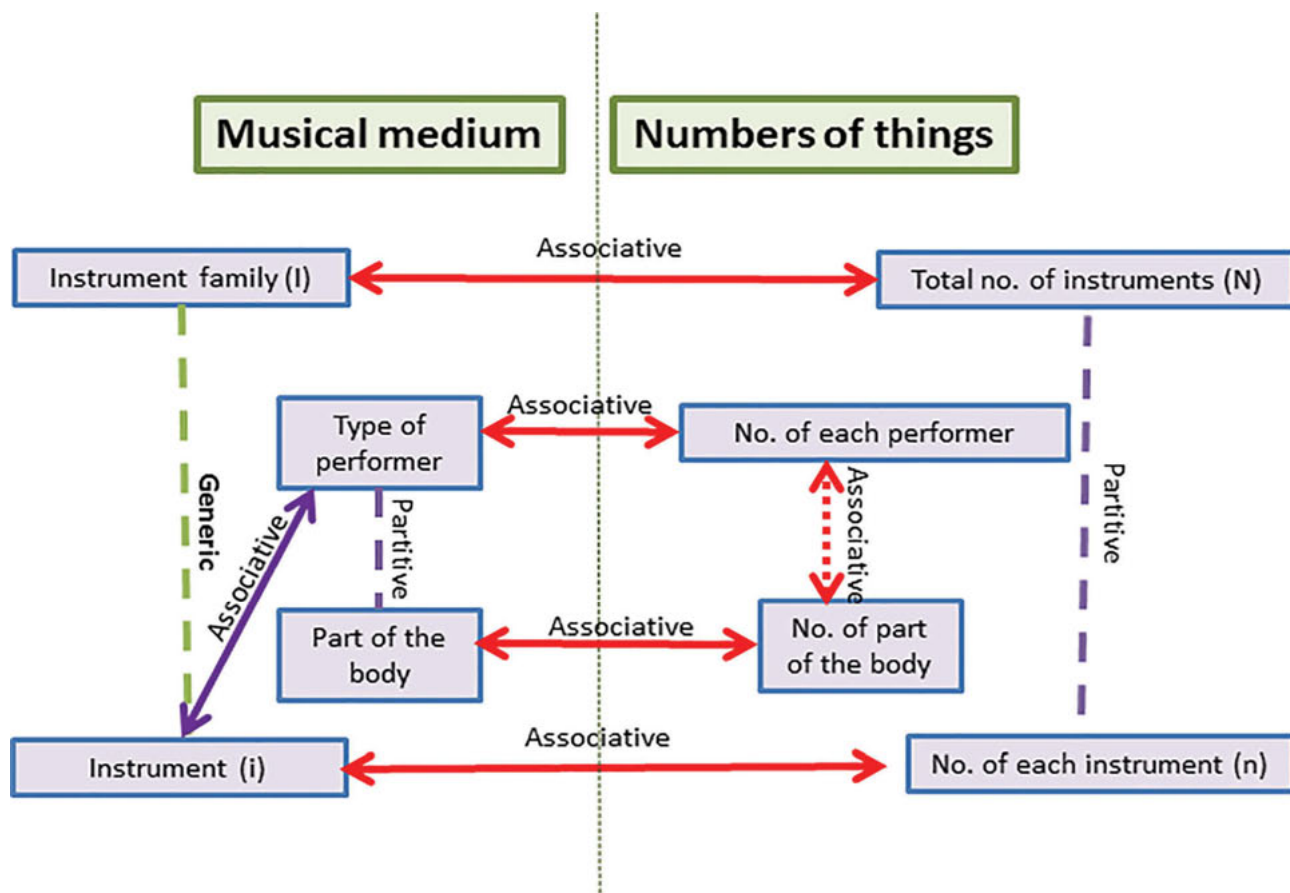 Musical medium
Numbers of things
Associative
Instrument family (I)
Total no. of instruments (N)
Type of
performer
Associative
No. of each performer
Generic
Associative
Partitive
Associative
Partitive
Part of the
body
Associative
No. of part
of the body
Instrument (i)
Associative
No. of each instrument (n)